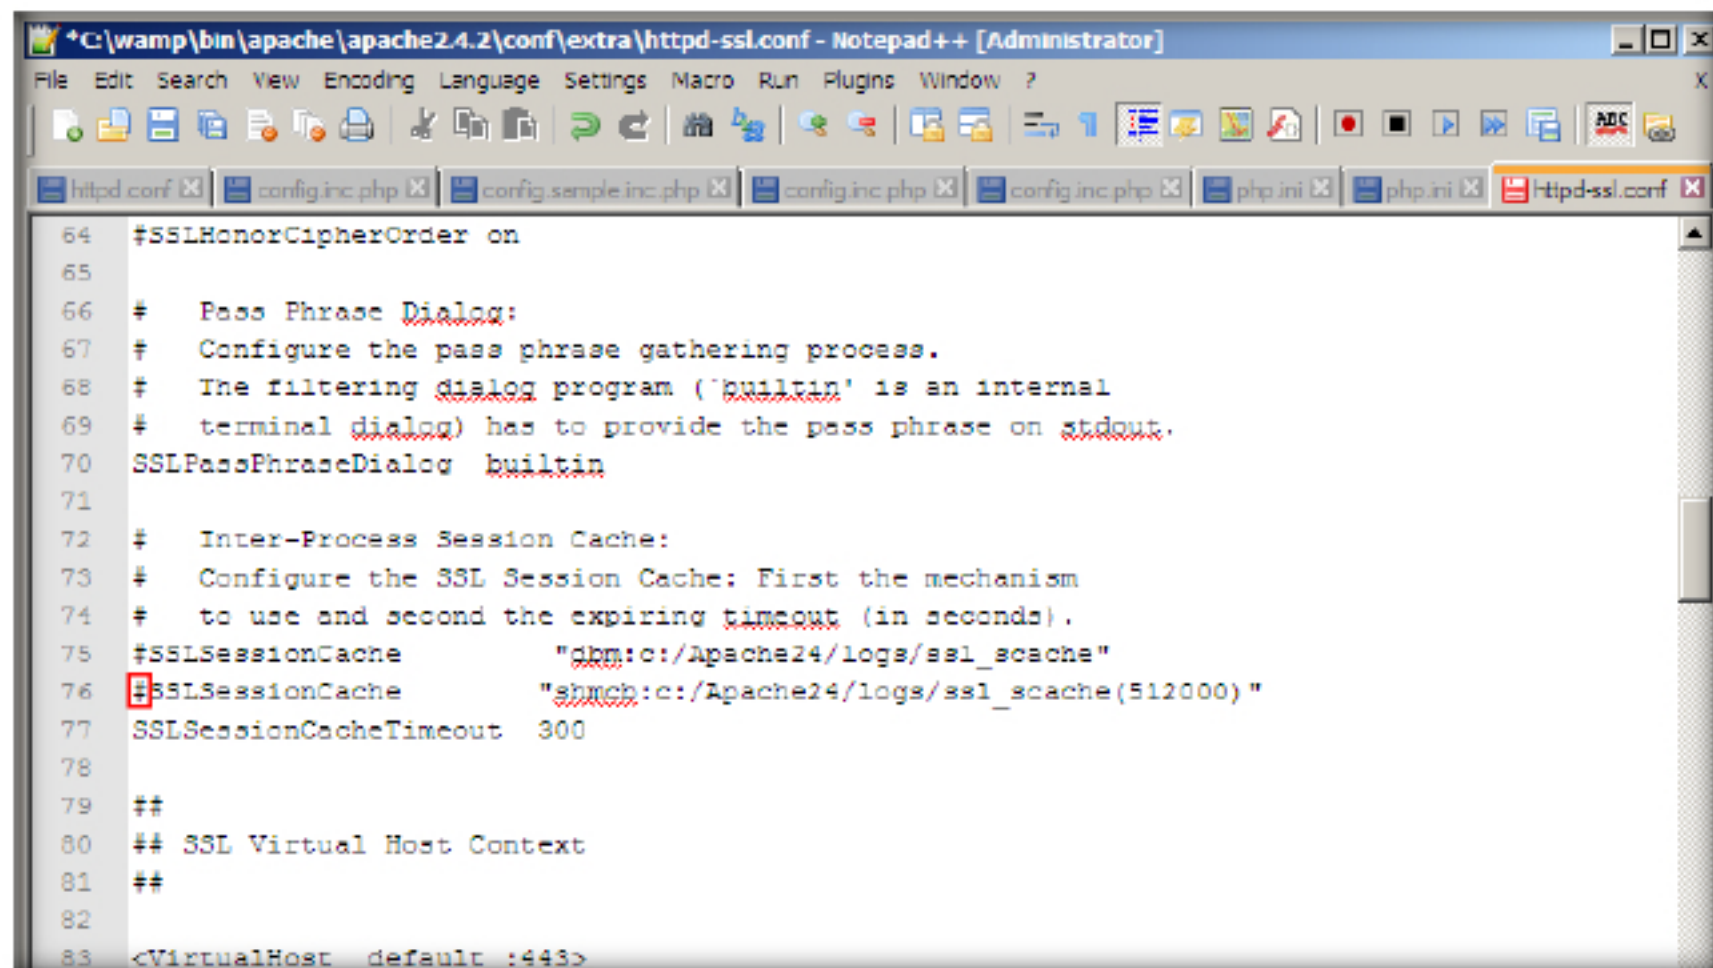 *C:\wamp\bin\apache\apache2.4.2\conf\extra\httpd-ssl.conf - Notepad++ [Administrator]
File Edit Search View Encoding Language Settings Macro Run Plugins Window ? X
httpd.conf config.inc.php config.sample.inc.php config.inc.php config.inc.php php.ini php.ini httpd-ssl.conf
64 #SSLHonorCipherOrder on
65
66 # Pass Phrase Dialog:
67 # Configure the pass phrase gathering process.
68 # The filtering dialog program (`builtin' is an internal
69 # terminal dialog) has to provide the pass phrase on stdout.
70 SSLPassPhraseDialog builtin
71
72 # Inter-Process Session Cache:
73 # Configure the SSL Session Cache: First the mechanism
74 # to use and second the expiring timeout (in seconds).
75 #SSLSessionCache "dbm:c:/Apache24/logs/ssl_scache"
76 #SSLSessionCache "shmcb:c:/Apache24/logs/ssl_scache(512000)"
77 SSLSessionCacheTimeout 300
78
79 ##
80 ## SSL Virtual Host Context
81 ##
82
83 <VirtualHost _default_:443>